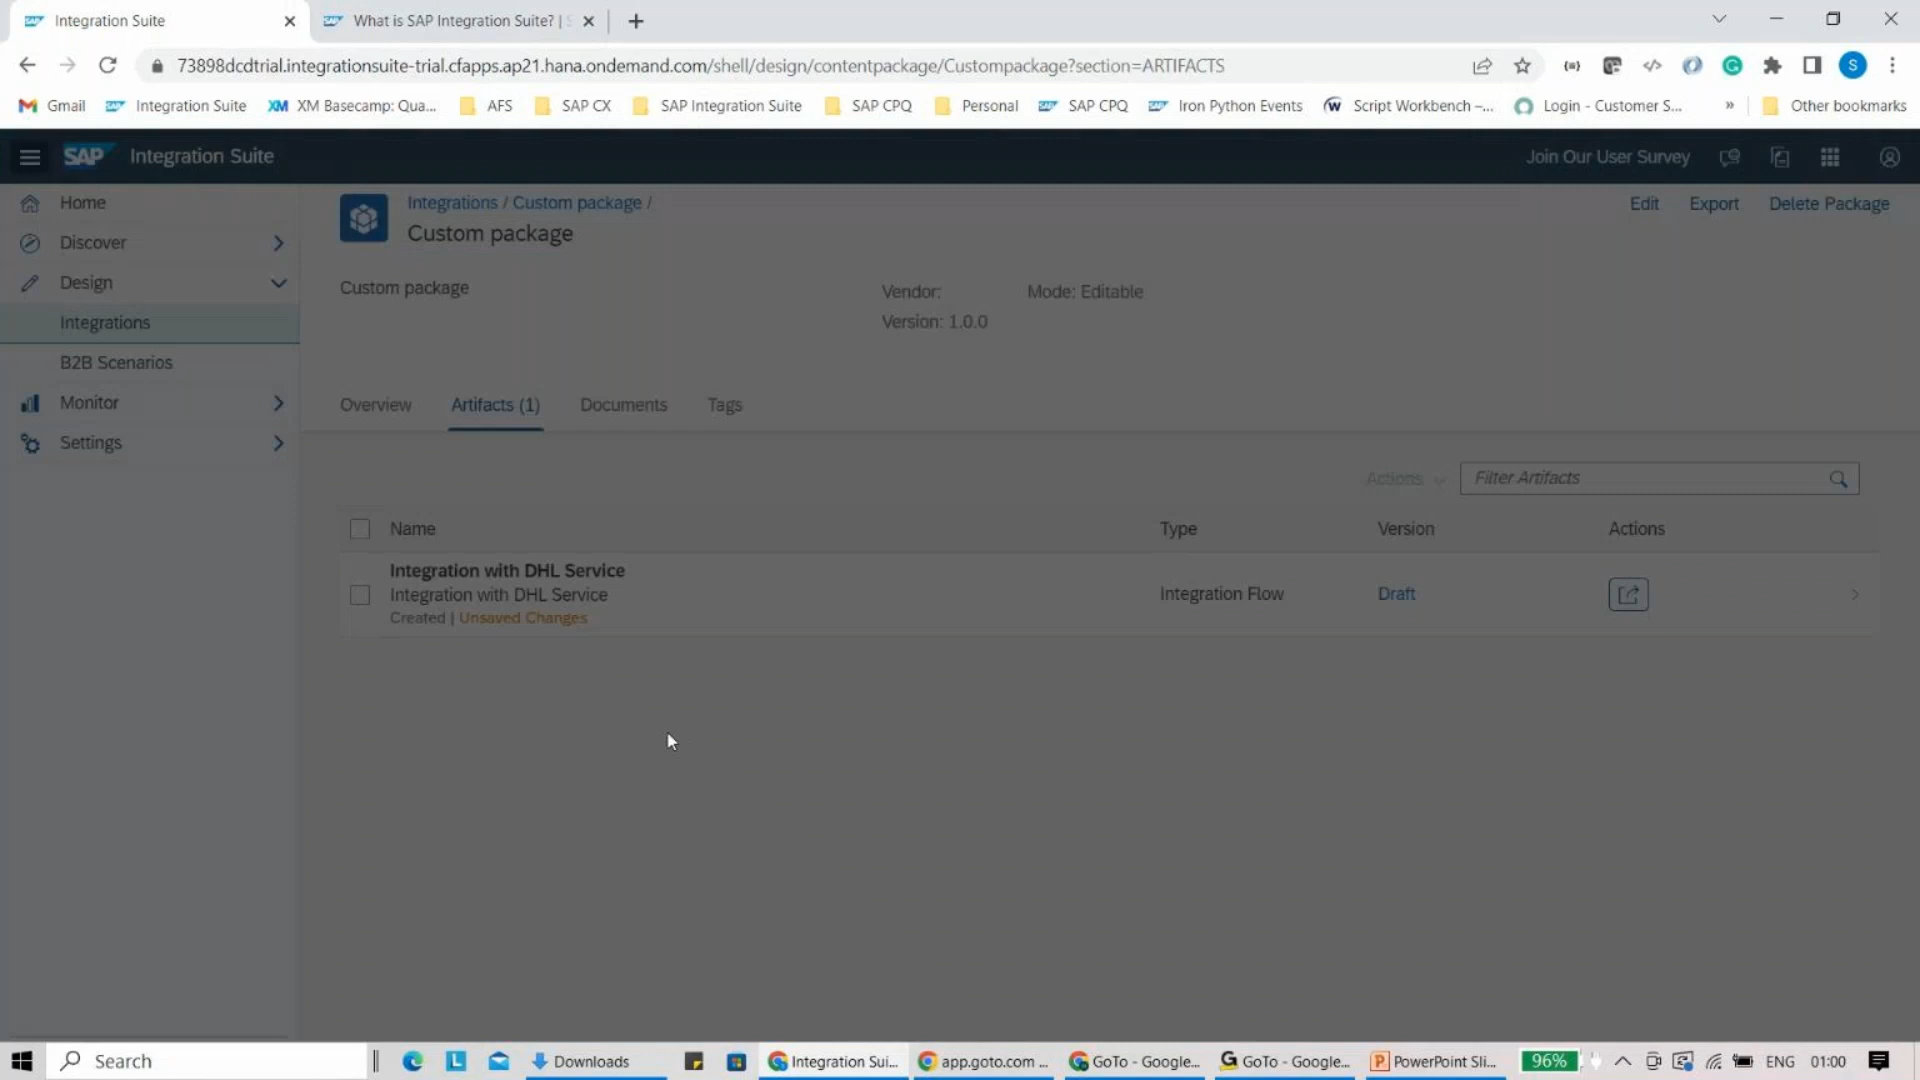 Integration Suite
What is SAP Integration Suite? |
73898dcdtrial.integrationsuite-trial.cfapps.ap21.hana.ondemand.com/shell/design/contentpackage/Custompackage?section=ARTIFACTS
S
Gmail Integration Suite XM XM Basecamp: Qua... AFS SAP CX SAP Integration Suite SAP CPQ Personal SAP CPQ Iron Python Events Script Workbench –... Login - Customer S... » Other bookmarks
SAP Integration Suite Join Our User Survey
Home
Discover
Design
Integrations
B2B Scenarios
Monitor
Settings
Integrations / Custom package /
Custom package
Edit Export Delete Package
Custom package
Vendor: Mode: Editable
Version: 1.0.0
Overview Artifacts (1) Documents Tags
Actions Filter Artifacts
Name Type Version Actions
Integration with DHL Service
Integration with DHL Service Integration Flow Draft
Created | Unsaved Changes
Search Downloads Integration Sui... app.goto.com ... GoTo - Google... GoTo - Google... PowerPoint Sli... 96% ENG 01:00